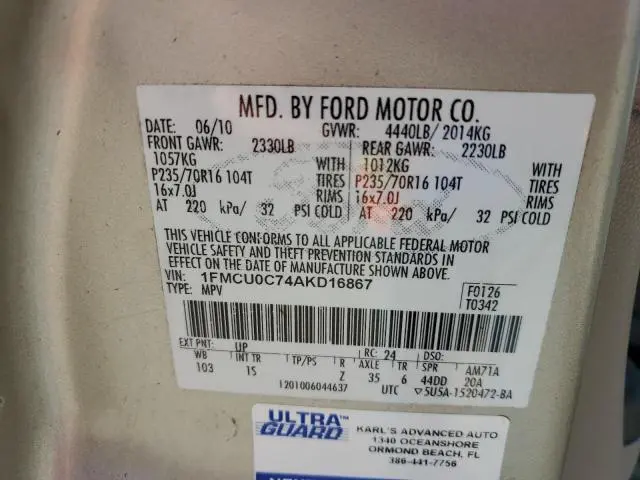 MFD. BY FORD MOTOR CO.
DATE: 06/10 GVWR: 4440LB/ 2014KG
FRONT GAWR: 2330LB REAR GAWR: 2230LB
1057KG WITH 1012KG WITH
P235/70R16 104T TIRES P235/70R16 104T TIRES
16x7.0J RIMS 16x7.0J RIMS
AT 220 kPa/ 32 PSI COLD AT 220 kPa/ 32 PSI COLD
THIS VEHICLE CONFORMS TO ALL APPLICABLE FEDERAL MOTOR
VEHICLE SAFETY AND THEFT PREVENTION STANDARDS IN
EFFECT ON THE DATE OF MANUFACTURE SHOWN ABOVE.
VIN: 1FMCU0C74AKD16867
TYPE: MPV
F0126
T0342
EXT PNT: UP RC: 24 DSO:
WB INT TR TP/PS R AXLE TR SPR AM71A
103 IS Z 35 6 44DD 20A
1201006044637 UTC ▽5U5A-1520472-BA
ULTRA™
GUARD
KARL'S ADVANCED AUTO
1340 OCEANSHORE
ORMOND BEACH, FL
386-441-7756